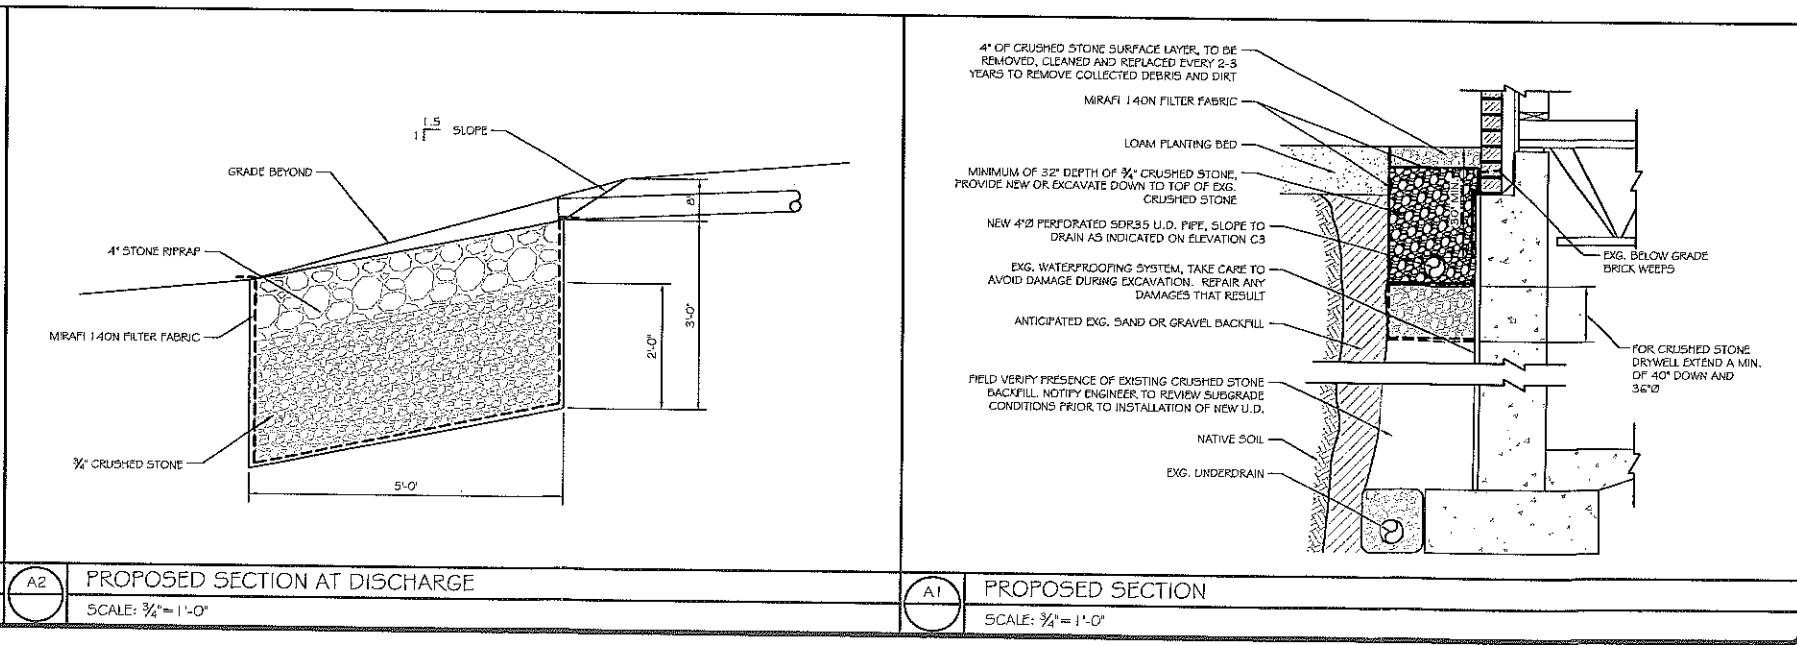 1.5
1
SLOPE
GRADE BEYOND
4" STONE RIPRAP
MIRAFI 140N FILTER FABRIC
3/4" CRUSHED STONE
8"
2'-0"
3'-0"
5'-0"
A2
PROPOSED SECTION AT DISCHARGE
SCALE: 3/4"= 1'-0"
4" OF CRUSHED STONE SURFACE LAYER, TO BE
REMOVED, CLEANED AND REPLACED EVERY 2-3
YEARS TO REMOVE COLLECTED DEBRIS AND DIRT
MIRAFI 140N FILTER FABRIC
LOAM PLANTING BED
MINIMUM OF 32" DEPTH OF 3/4" CRUSHED STONE,
PROVIDE NEW OR EXCAVATE DOWN TO TOP OF EXG.
CRUSHED STONE
NEW 4"Ø PERFORATED SDR35 U.D. PIPE, SLOPE TO
DRAIN AS INDICATED ON ELEVATION C3
EXG. WATERPROOFING SYSTEM, TAKE CARE TO
AVOID DAMAGE DURING EXCAVATION. REPAIR ANY
DAMAGES THAT RESULT
ANTICIPATED EXG. SAND OR GRAVEL BACKFILL
FIELD VERIFY PRESENCE OF EXISTING CRUSHED STONE
BACKFILL. NOTIFY ENGINEER TO REVIEW SUBGRADE
CONDITIONS PRIOR TO INSTALLATION OF NEW U.D.
NATIVE SOIL
EXG. UNDERDRAIN
MIN.
EXG. BELOW GRADE
BRICK WEEPS
FOR CRUSHED STONE
DRYWELL EXTEND A MIN.
OF 40" DOWN AND
36"Ø
A1
PROPOSED SECTION
SCALE: 3/4"= 1'-0"